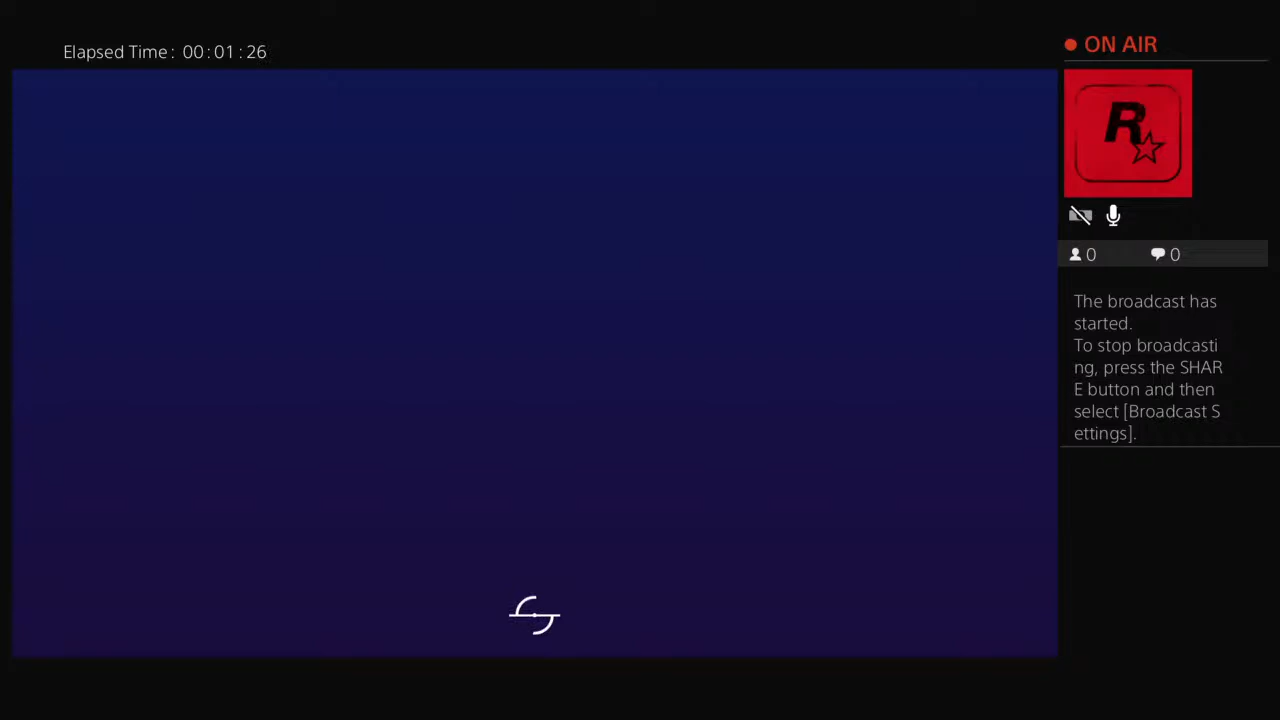 Elapsed Time: 00:01:26
ON AIR
R
0 0
The broadcast has
started.
To stop broadcasti
ng, press the SHAR
E button and then
select [Broadcast S
ettings].